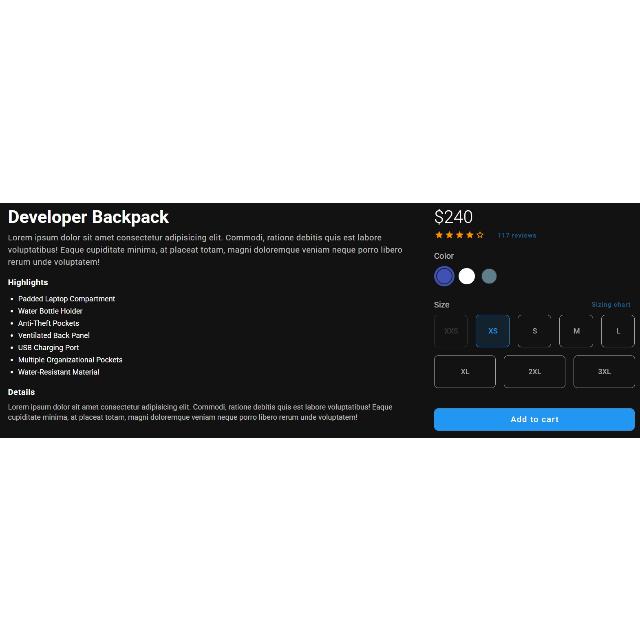 Developer Backpack
Lorem ipsum dolor sit amet consectetur adipisicing elit. Commodi, ratione debitis quis est labore
voluptatibus! Eaque cupiditate minima, at placeat totam, magni doloremque veniam neque porro libero
rerum unde voluptatem!
Highlights
Padded Laptop Compartment
Water Bottle Holder
Anti-Theft Pockets
Ventilated Back Panel
USB Charging Port
Multiple Organizational Pockets
Water-Resistant Material
Details
Lorem ipsum dolor sit amet consectetur adipisicing elit. Commodi, ratione debitis quis est labore voluptatibus! Eaque
cupiditate minima, at placeat totam, magni doloremque veniam neque porro libero rerum unde voluptatem!
$240
117 reviews
Color
Size Sizing chart
XXS XS S M L
XL 2XL 3XL
Add to cart